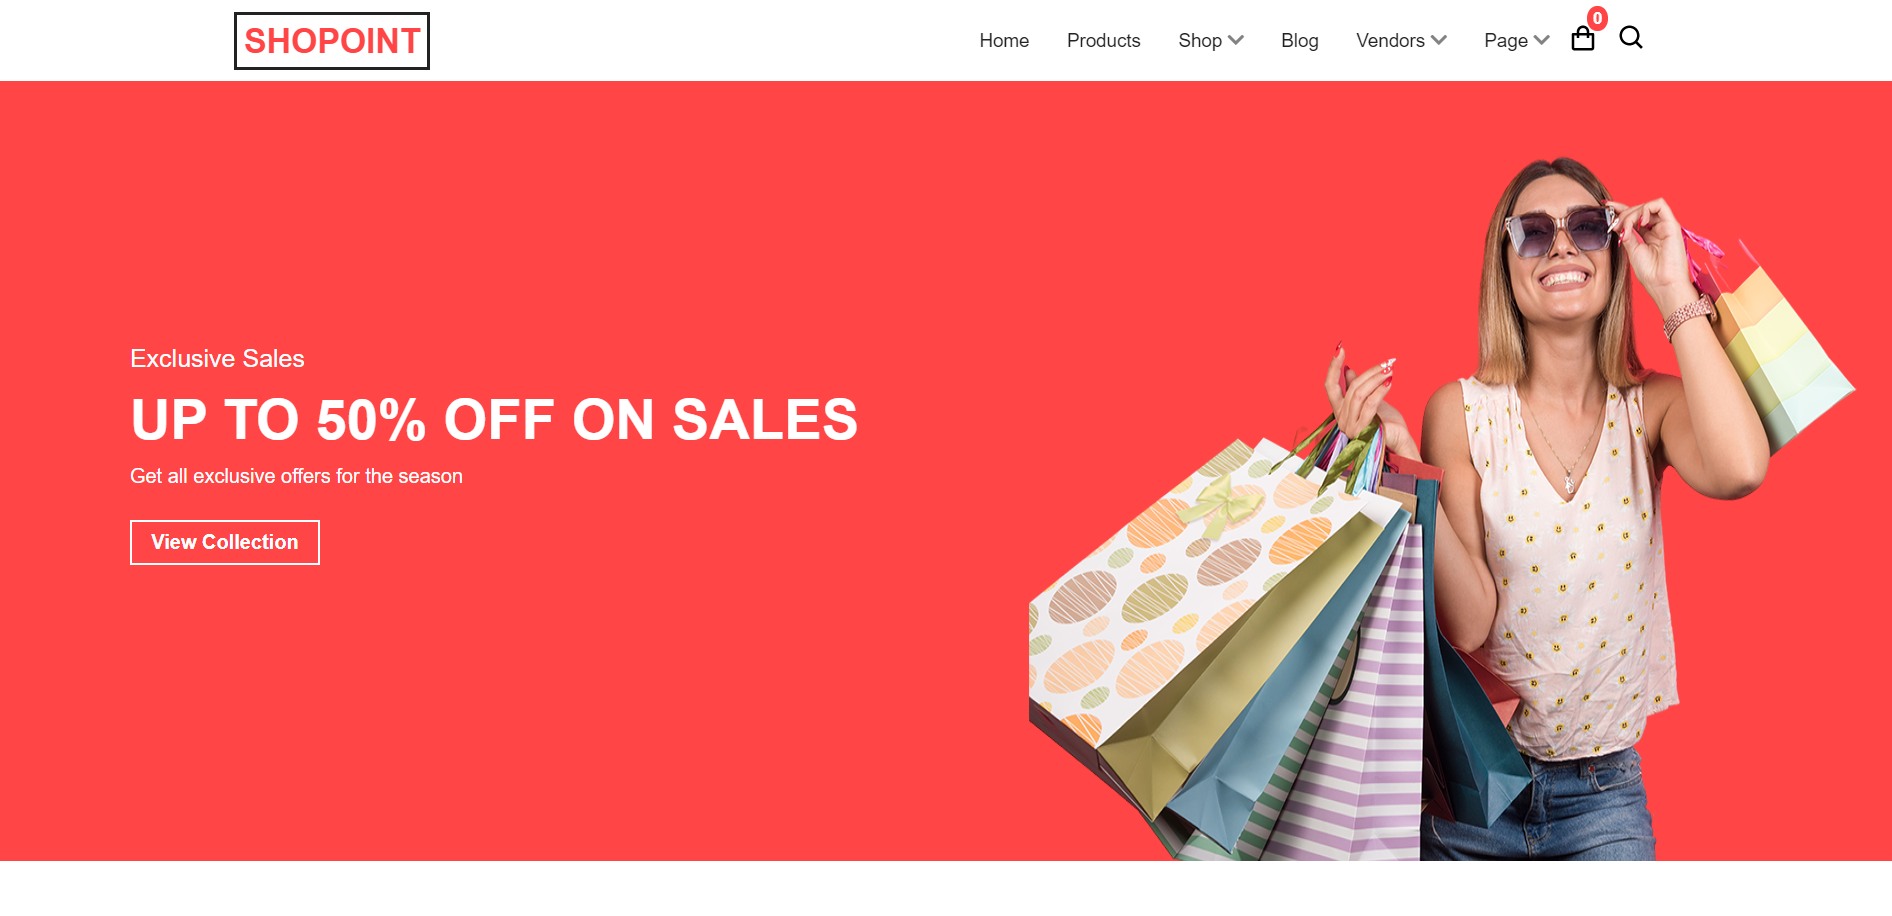 SHOPOINT
Home Products Shop Blog Vendors Page 0
Exclusive Sales
UP TO 50% OFF ON SALES
Get all exclusive offers for the season
View Collection